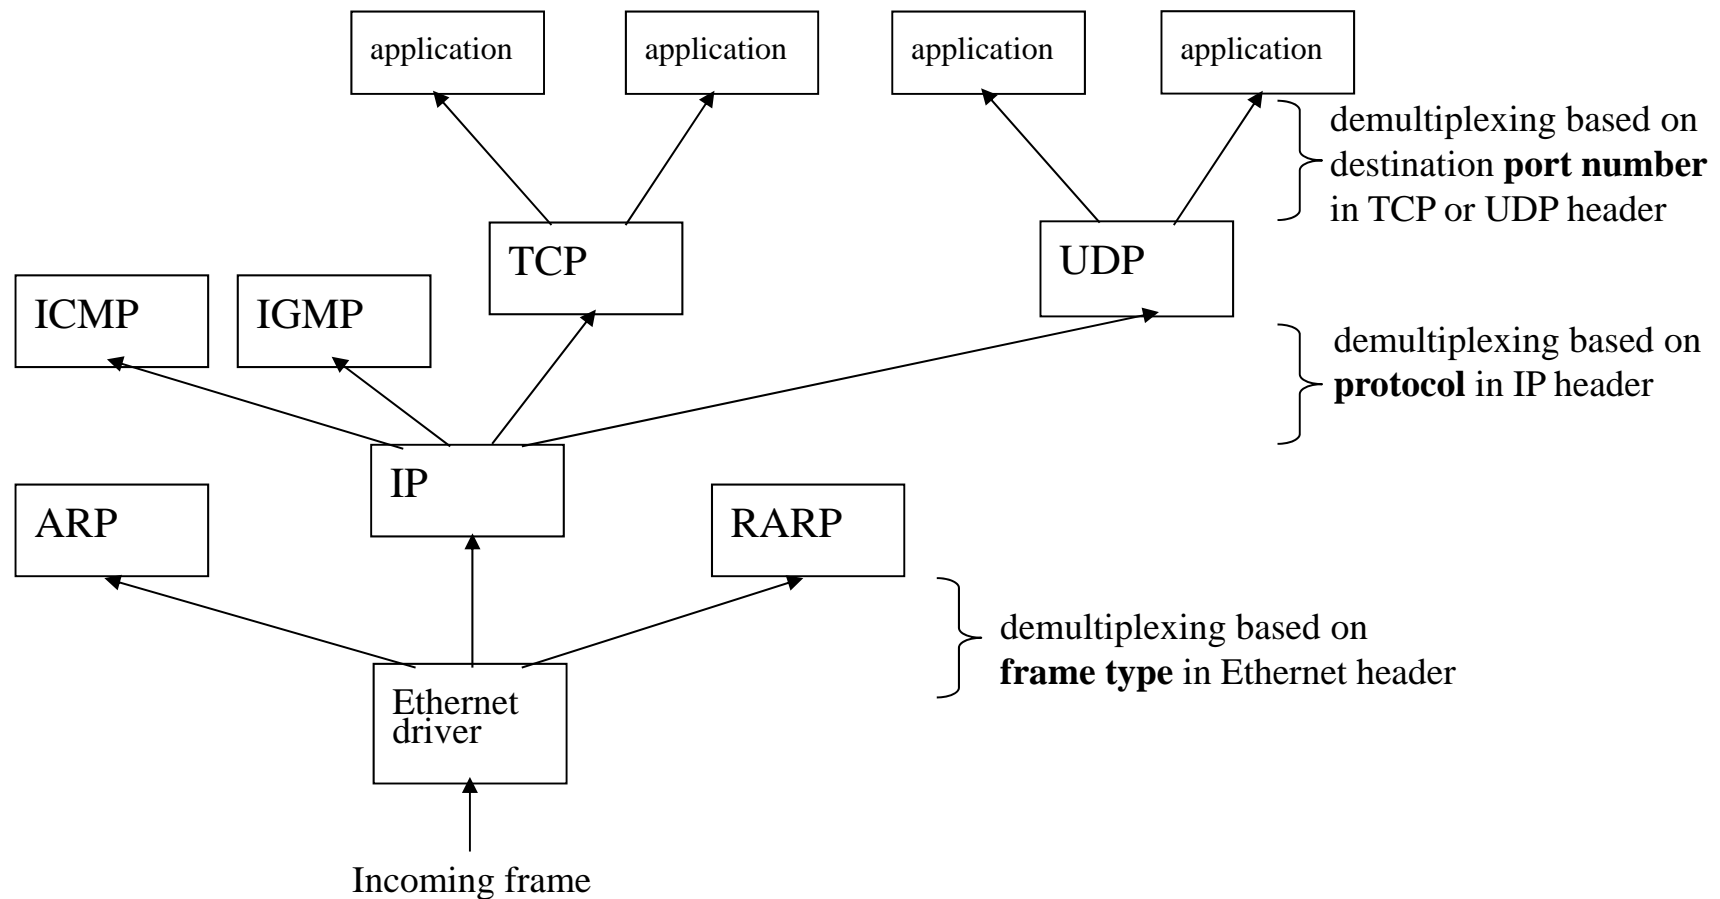 application
application
application
application
demultiplexing based on
destination port number
in TCP or UDP header
TCP
UDP
ICMP
IGMP
demultiplexing based on
protocol in IP header
IP
ARP
RARP
demultiplexing based on
frame type in Ethernet header
Ethernet
driver
Incoming frame